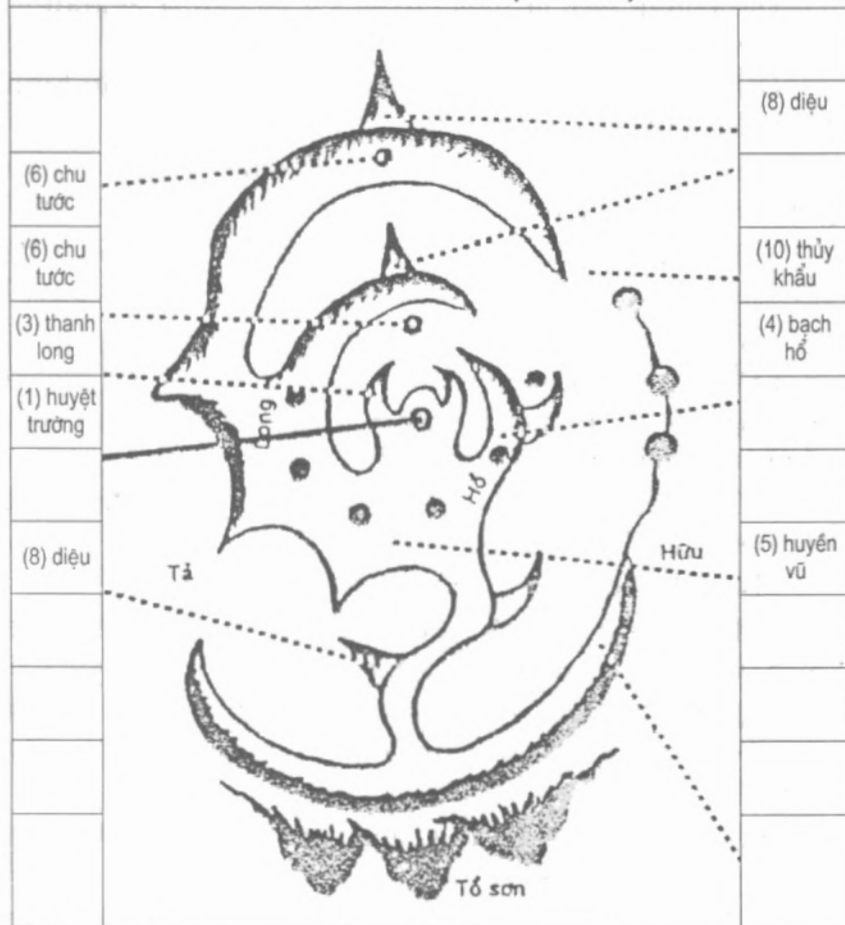 (8) diệu
(6) chu
tước
(6) chu
tước
(10) thủy
khẩu
(3) thanh
long
(4) bạch
hổ
(1) huyệt
trường
Dong
Hổ
(8) diệu
Tả
Hữu
(5) huyền
vũ
Tổ sơn